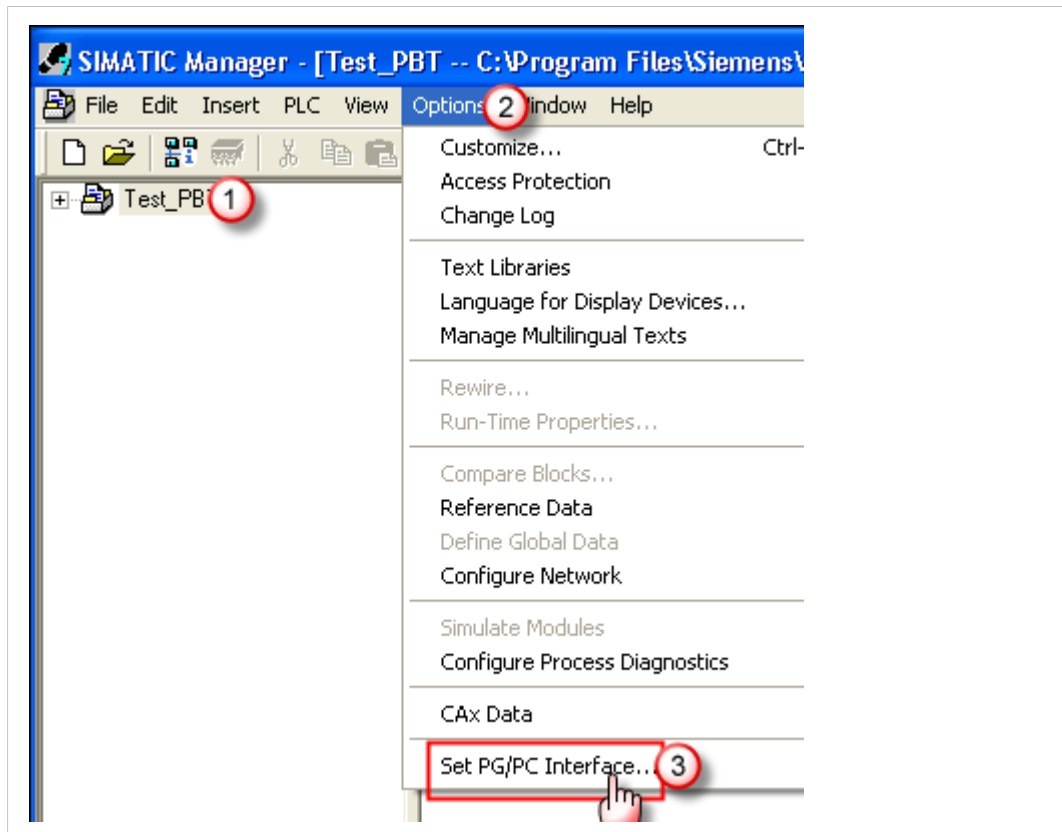 SIMATIC Manager - [Test_PBT -- C:\Program Files\Siemens\
File Edit Insert PLC View Options 2 Window Help
Customize... Ctrl-
Access Protection
Test_PBT 1
Change Log
Text Libraries
Language for Display Devices...
Manage Multilingual Texts
Rewire...
Run-Time Properties...
Compare Blocks...
Reference Data
Define Global Data
Configure Network
Simulate Modules
Configure Process Diagnostics
CAx Data
Set PG/PC Interface... 3